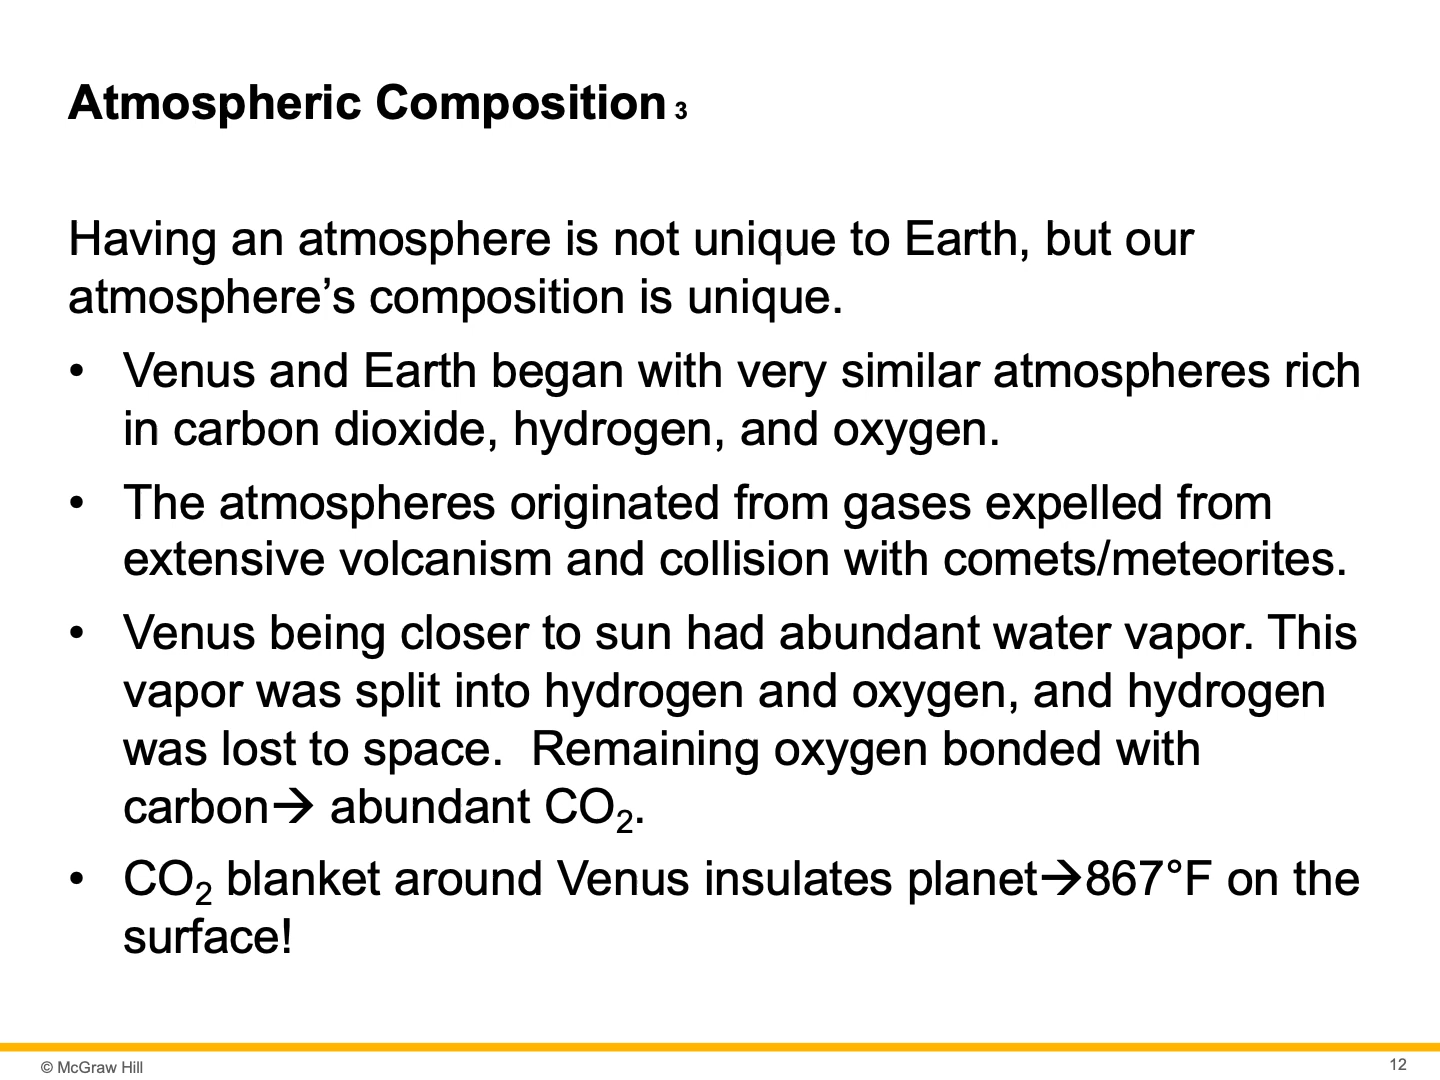 Atmospheric Composition 3
Having an atmosphere is not unique to Earth, but our
atmosphere’s composition is unique.
• Venus and Earth began with very similar atmospheres rich
in carbon dioxide, hydrogen, and oxygen.
• The atmospheres originated from gases expelled from
extensive volcanism and collision with comets/meteorites.
• Venus being closer to sun had abundant water vapor. This
vapor was split into hydrogen and oxygen, and hydrogen
was lost to space.  Remaining oxygen bonded with
carbon→ abundant CO₂.
• CO₂ blanket around Venus insulates planet→867°F on the
surface!
© McGraw Hill
12